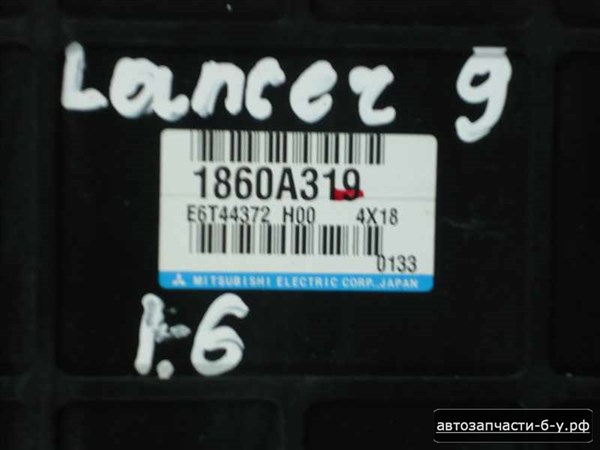 Lancer 9
1860A319
E6T44372 H00 4X18
0133
MITSUBISHI ELECTRIC CORP., JAPAN
1.6
автозапчасти-б-у.рф